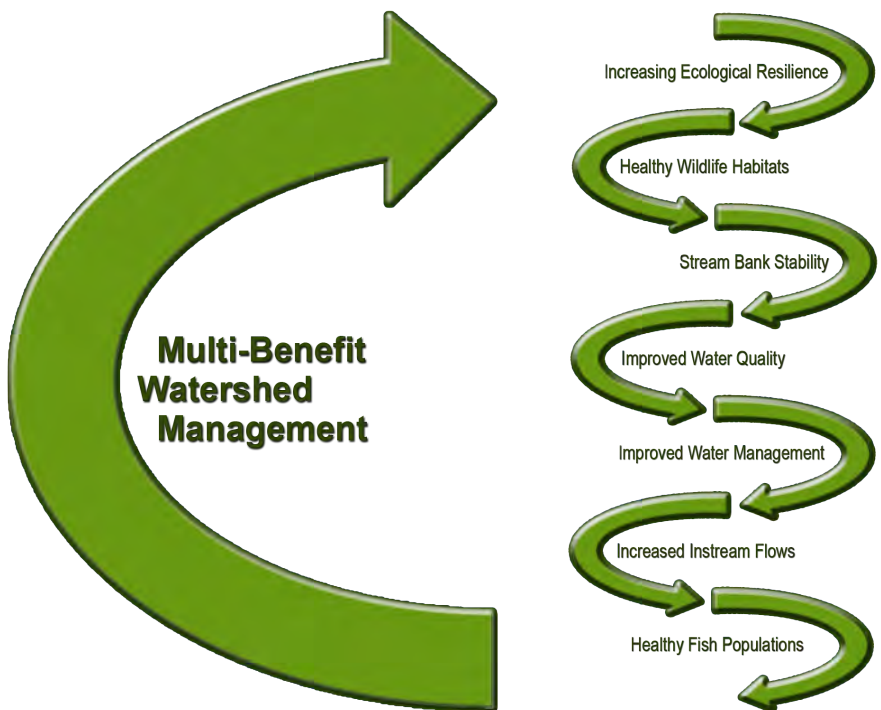 Multi-Benefit
Watershed
Management
Increasing Ecological Resilience
Healthy Wildlife Habitats
Stream Bank Stability
Improved Water Quality
Improved Water Management
Increased Instream Flows
Healthy Fish Populations